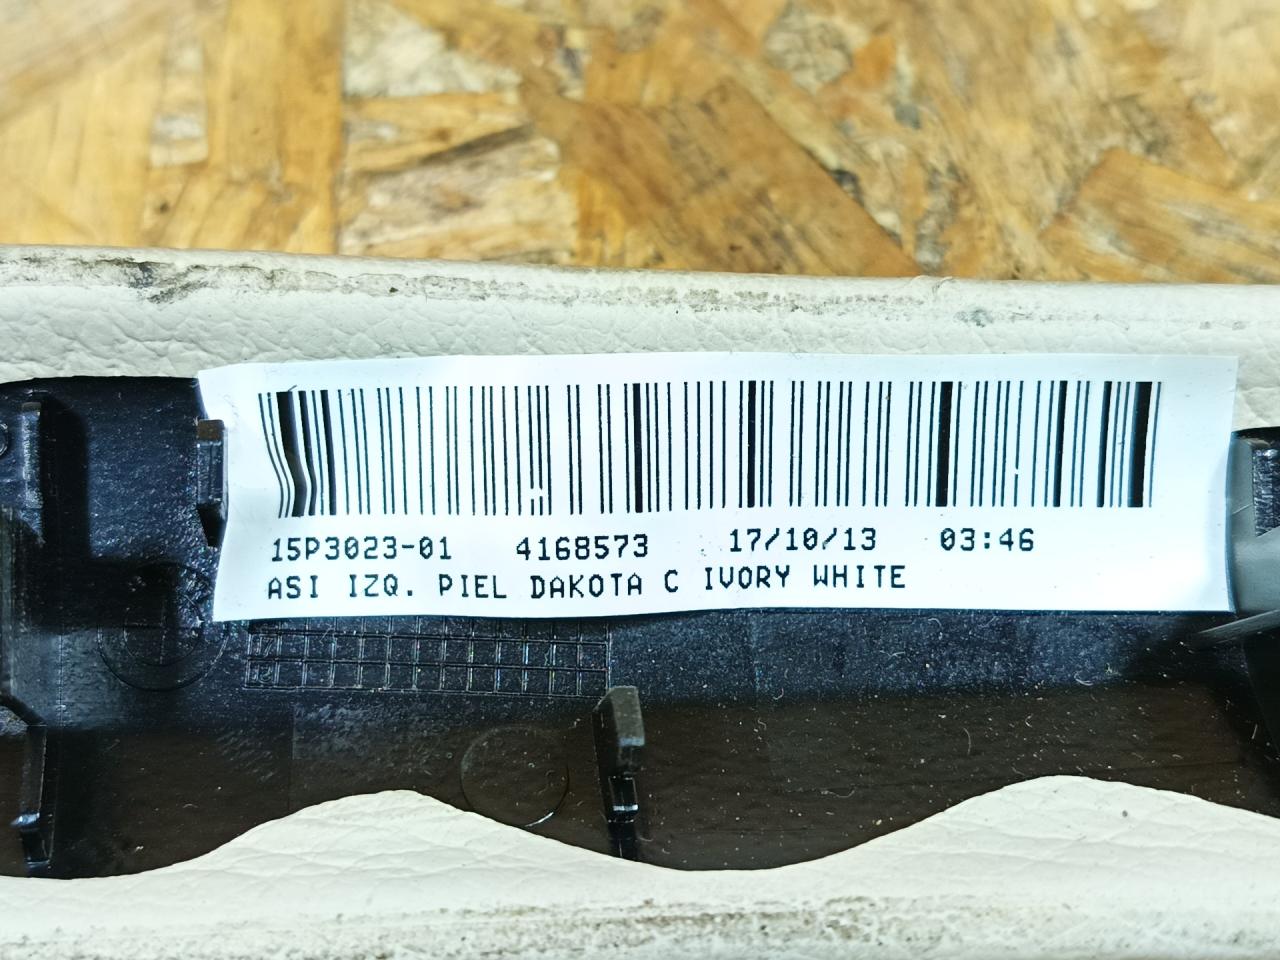 15P3023-01 4168573 17/10/13 03:46
ASI IZQ. PIEL DAKOTA C IVORY WHITE